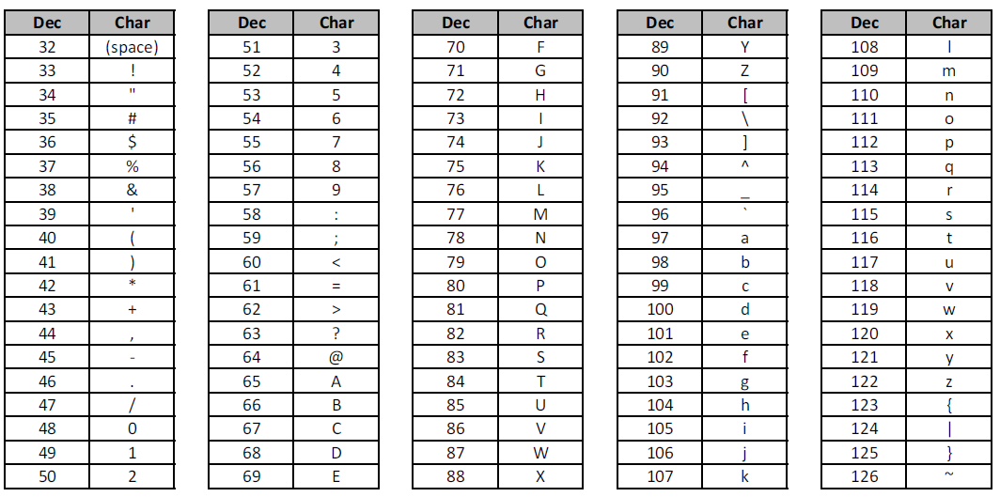 Dec Char Dec Char Dec Char Dec Char Dec Char
32 (space) 51 3 70 F 89 Y 108 l
33 ! 52 4 71 G 90 Z 109 m
34 " 53 5 72 H 91 [ 110 n
35 # 54 6 73 I 92 \ 111 o
36 $ 55 7 74 J 93 ] 112 p
37 % 56 8 75 K 94 ^ 113 q
38 & 57 9 76 L 95 _ 114 r
39 ' 58 : 77 M 96 ` 115 s
40 ( 59 ; 78 N 97 a 116 t
41 ) 60 < 79 O 98 b 117 u
42 * 61 = 80 P 99 c 118 v
43 + 62 > 81 Q 100 d 119 w
44 , 63 ? 82 R 101 e 120 x
45 - 64 @ 83 S 102 f 121 y
46 . 65 A 84 T 103 g 122 z
47 / 66 B 85 U 104 h 123 {
48 0 67 C 86 V 105 i 124 |
49 1 68 D 87 W 106 j 125 }
50 2 69 E 88 X 107 k 126 ~